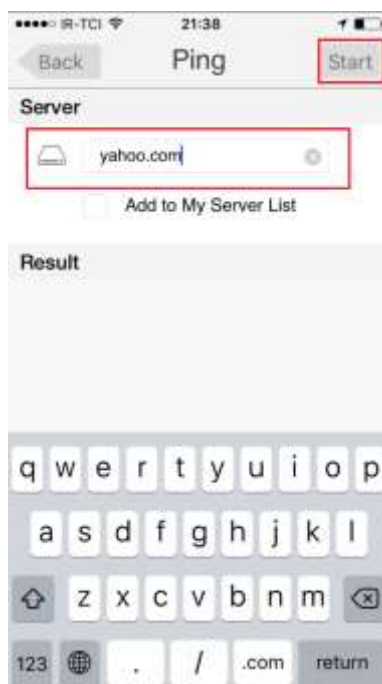 IR-TCI 21:38
Back Ping Start
Server
yahoo.com
Add to My Server List
Result
q w e r t y u i o p
a s d f g h j k l
z x c v b n m
123 . / .com return